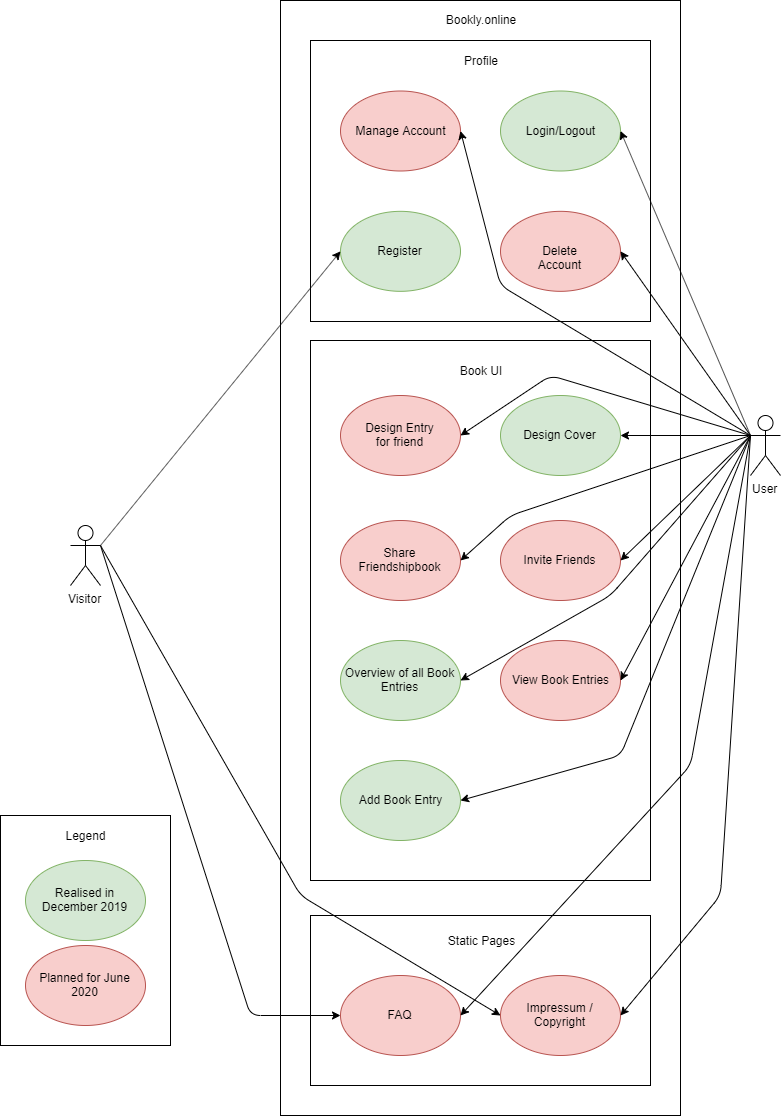 Bookly.online
Profile
Manage Account
Login/Logout
Register
Delete
Account
Book UI
Design Entry
for friend
Design Cover
User
Share
Friendshipbook
Invite Friends
Visitor
Overview of all Book
Entries
View Book Entries
Add Book Entry
Legend
Realised in
December 2019
Planned for June
2020
Static Pages
FAQ
Impressum /
Copyright